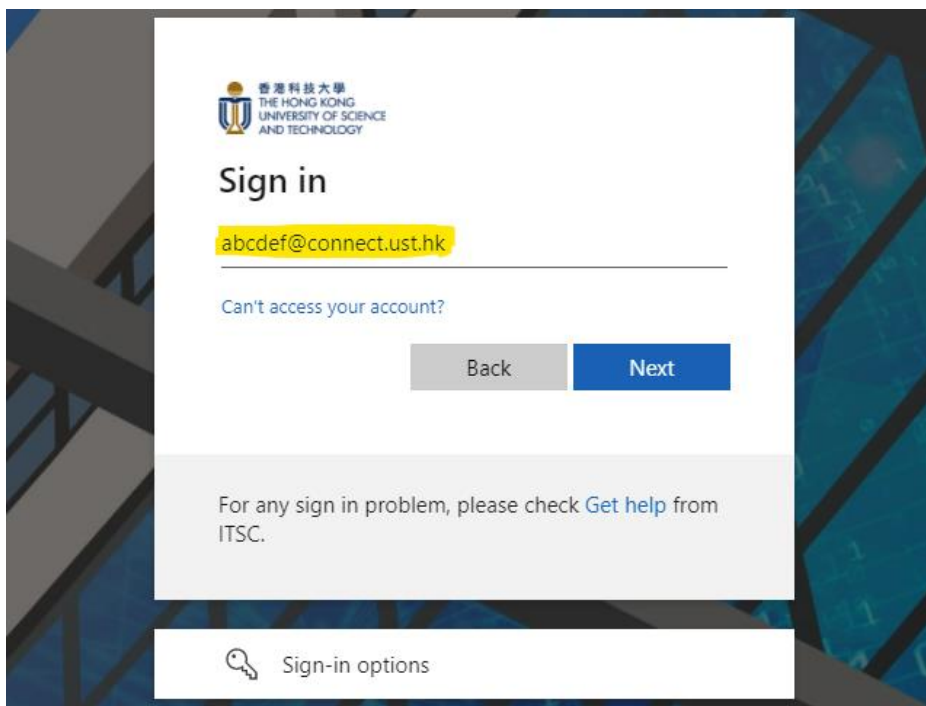 香港科技大學
THE HONG KONG
UNIVERSITY OF SCIENCE
AND TECHNOLOGY
Sign in
abcdef@connect.ust.hk
Can't access your account?
Back
Next
For any sign in problem, please check Get help from
ITSC.
Sign-in options